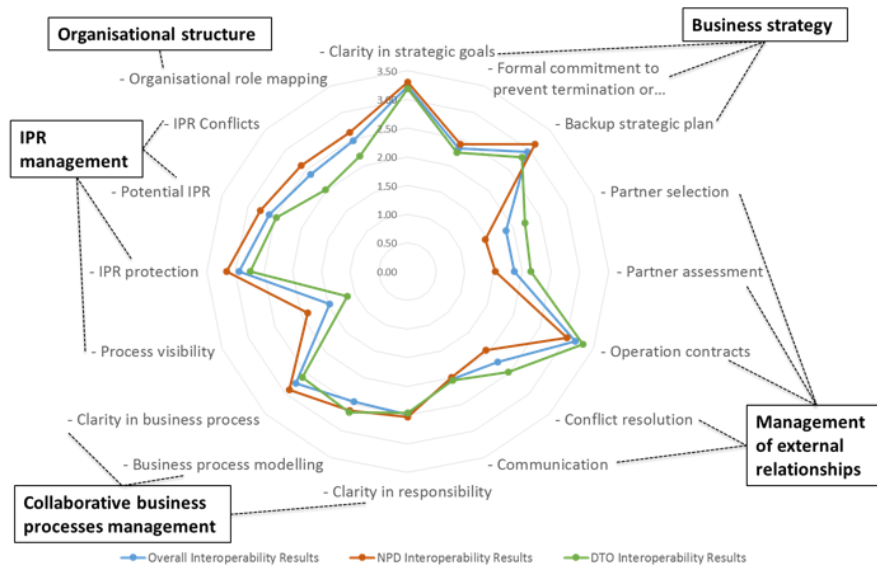 Organisational structure
Business strategy
- Clarity in strategic goals
- Organisational role mapping
- Formal commitment to
prevent termination or...
- IPR Conflicts
- Backup strategic plan
IPR
management
- Potential IPR
- Partner selection
- IPR protection
- Partner assessment
- Process visibility
- Operation contracts
- Clarity in business process
- Conflict resolution
Management
of external
relationships
- Business process modelling
- Communication
Collaborative business
processes management
- Clarity in responsibility
3.50
3.00
2.50
2.00
1.50
1.00
0.50
0.00
Overall Interoperability Results
NPD Interoperability Results
DTO Interoperability Results